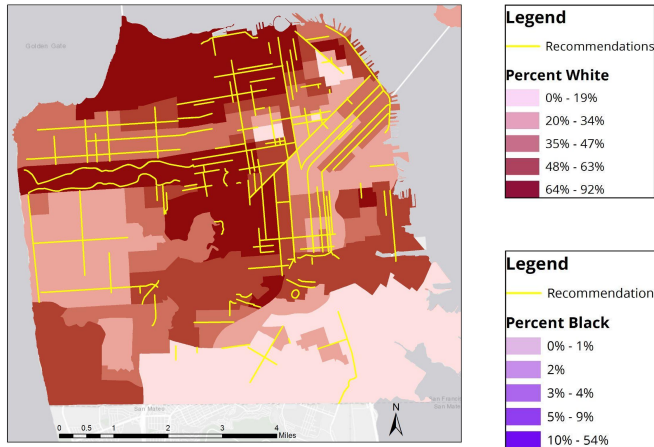 Golden Gate
San Mateo
San Mateo
0 0.5 1 2 3 4
Miles
N
Legend
Recommendations
Percent White
0% - 19%
20% - 34%
35% - 47%
48% - 63%
64% - 92%
Legend
Recommendation
Percent Black
0% - 1%
2%
3% - 4%
5% - 9%
10% - 54%